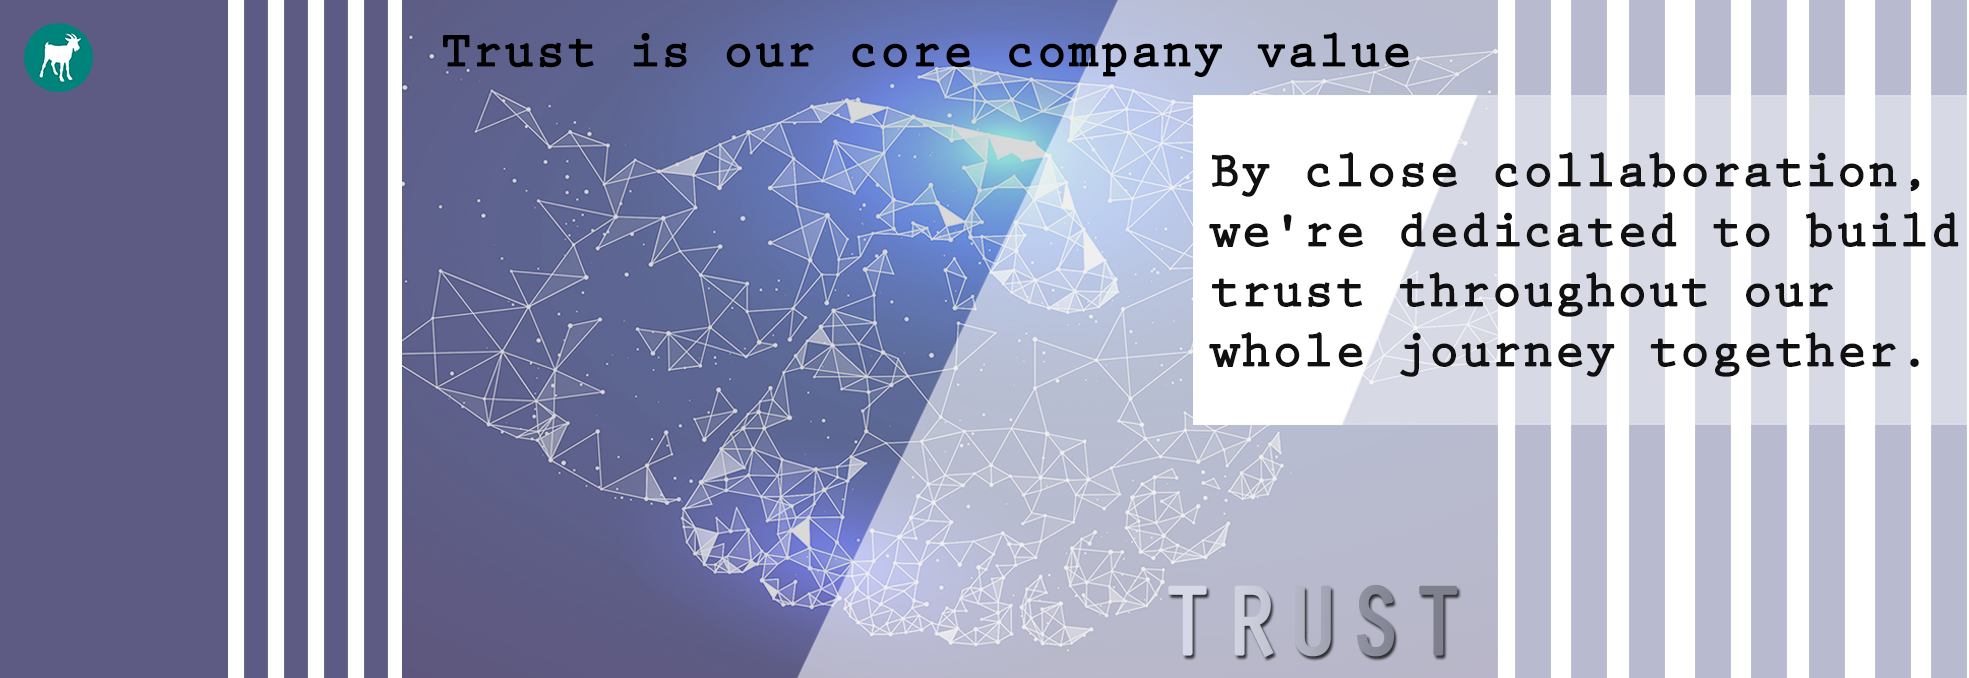 Trust is our core company value
By close collaboration,
we're dedicated to build
trust throughout our
whole journey together.
TRUST